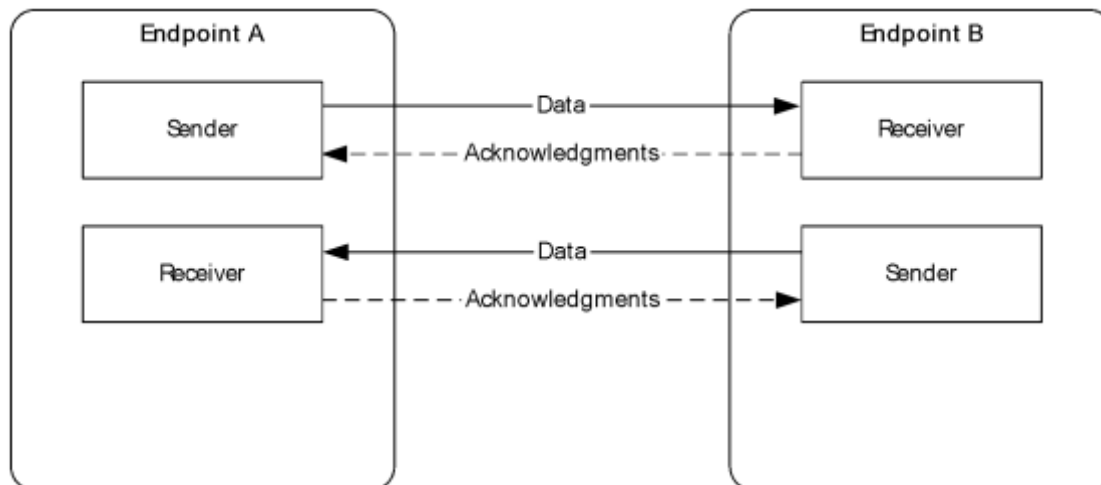 Endpoint A
Endpoint B
Sender
Data
Receiver
Acknowledgments
Receiver
Data
Sender
Acknowledgments